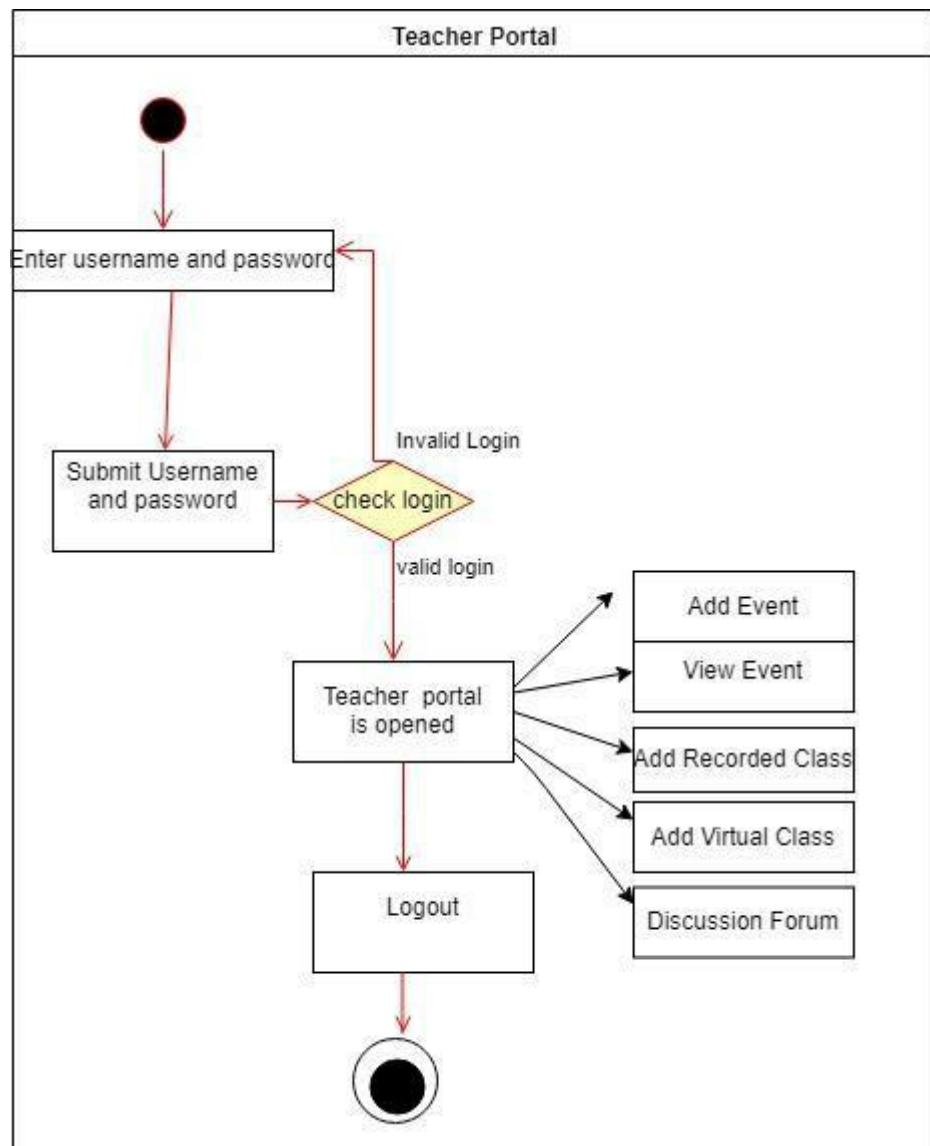 Teacher Portal
Enter username and password
Invalid Login
Submit Username
and password
check login
valid login
Add Event
View Event
Teacher portal
is opened
Add Recorded Class
Add Virtual Class
Logout
Discussion Forum